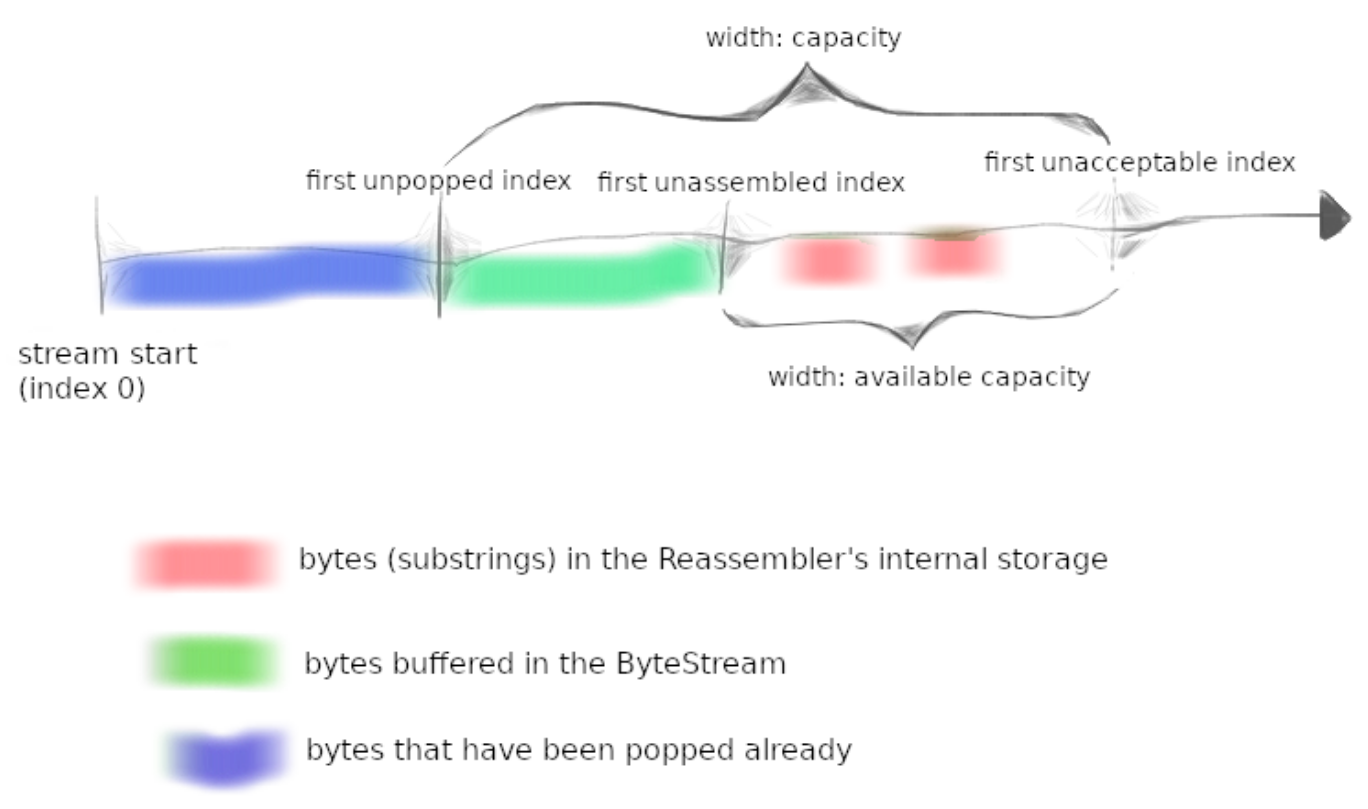 width: capacity
first unacceptable index
first unpopped index
first unassembled index
stream start
(index 0)
width: available capacity
bytes (substrings) in the Reassembler's internal storage
bytes buffered in the ByteStream
bytes that have been popped already